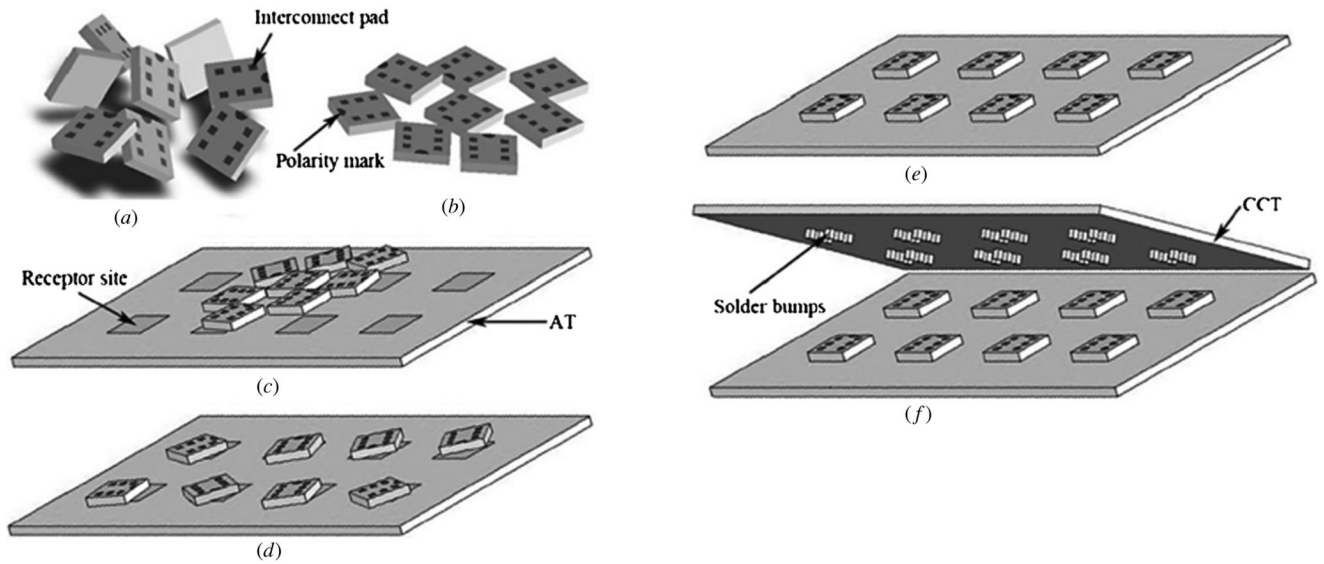 Interconnect pad
Polarity mark
(a)
(b)
Receptor site
AT
(c)
(d)
(e)
CCT
Solder bumps
(f)